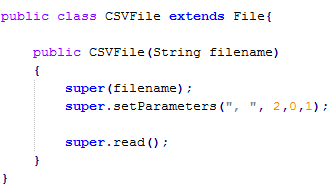 public class CSVFile extends File{
public CSVFile(String filename)
{
super(filename);
super.setParameters(", ", 2,0,1);
super.read();
}
}